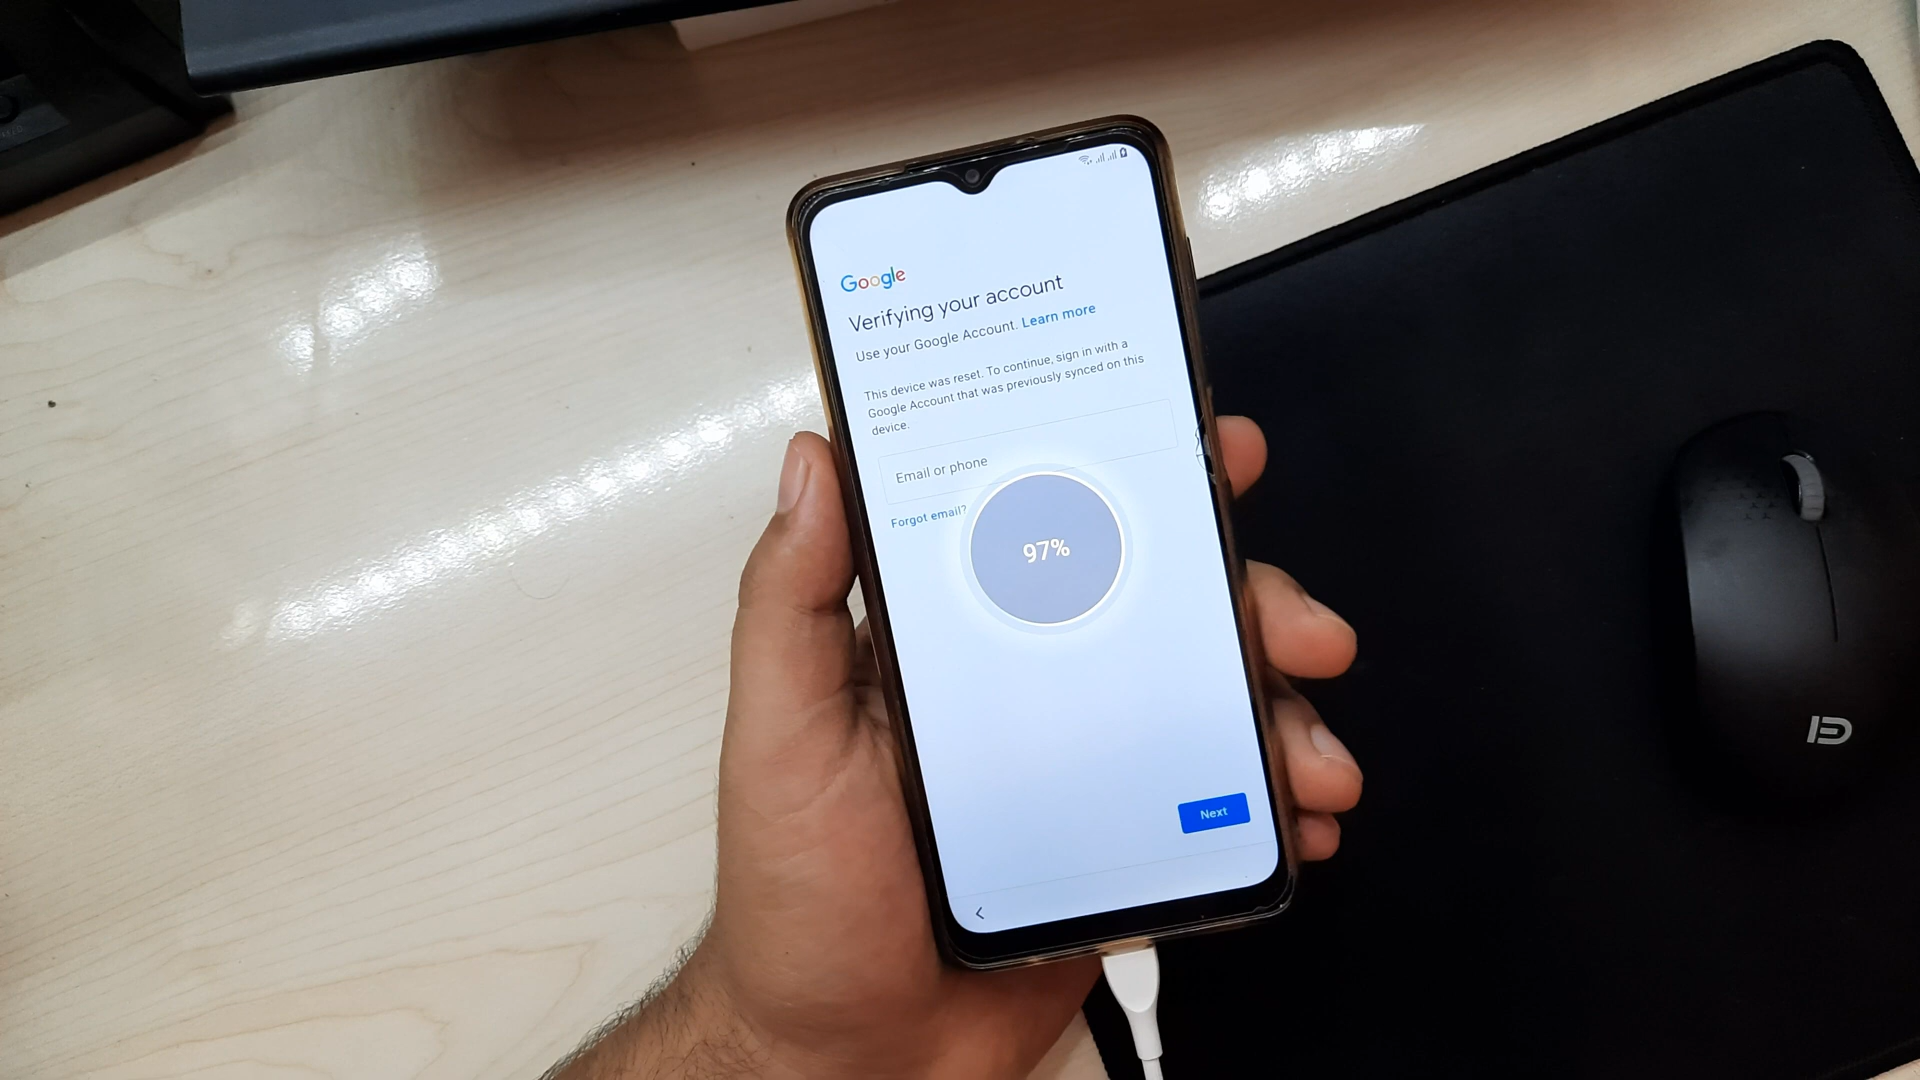 Google
Verifying your account
Use your Google Account. Learn more
This device was reset. To continue, sign in with a
Google Account that was previously synced on this
device.
Email or phone
Forgot email?
97%
Next